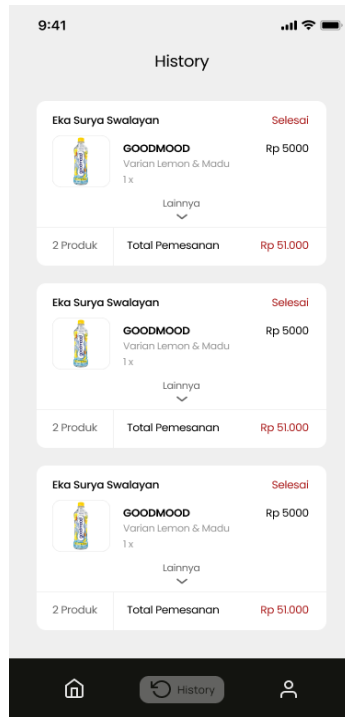 9:41
History
Eka Surya Swalayan Selesai
GOODMOOD Rp 5000
Varian Lemon & Madu
1 x
Lainnya
2 Produk Total Pemesanan Rp 51.000
Eka Surya Swalayan Selesai
GOODMOOD Rp 5000
Varian Lemon & Madu
1 x
Lainnya
2 Produk Total Pemesanan Rp 51.000
Eka Surya Swalayan Selesai
GOODMOOD Rp 5000
Varian Lemon & Madu
1 x
Lainnya
2 Produk Total Pemesanan Rp 51.000
History